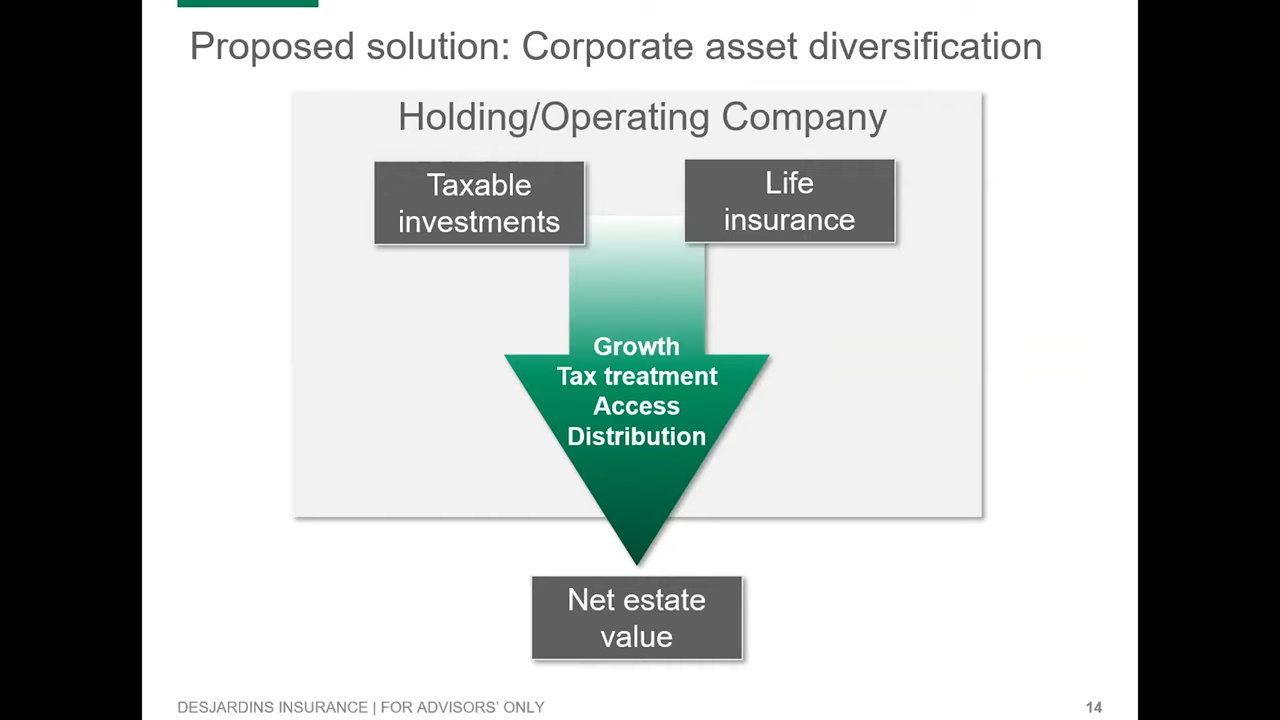 Proposed solution: Corporate asset diversification
Holding/Operating Company
Taxable
investments
Life
insurance
Growth
Tax treatment
Access
Distribution
Net estate
value
DESJARDINS INSURANCE | FOR ADVISORS’ ONLY
14